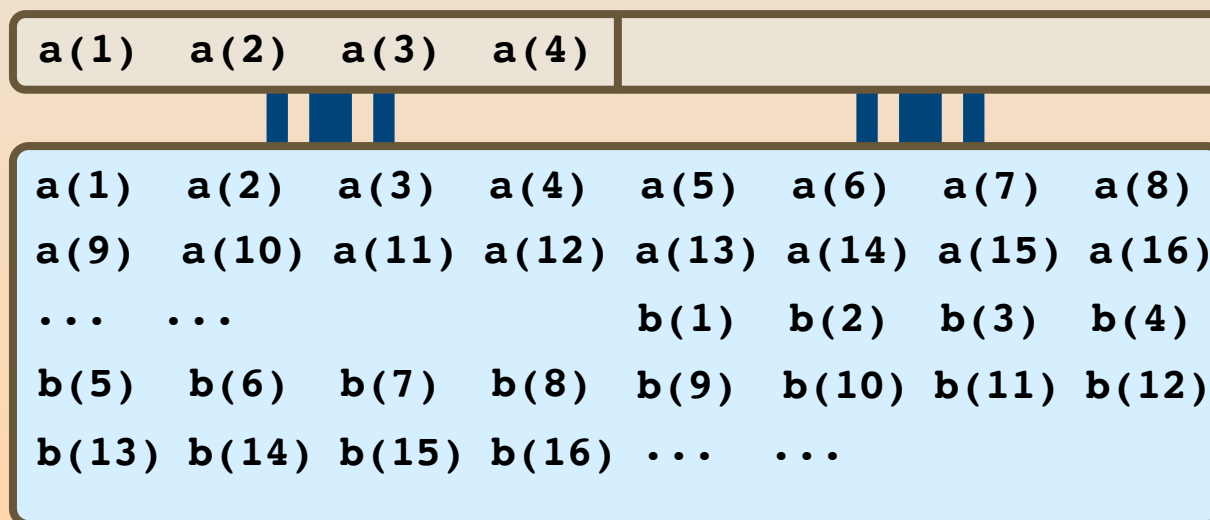 a(1) a(2) a(3) a(4)
a(1) a(2) a(3) a(4) a(5) a(6) a(7) a(8)
a(9) a(10) a(11) a(12) a(13) a(14) a(15) a(16)
... ... b(1) b(2) b(3) b(4)
b(5) b(6) b(7) b(8) b(9) b(10) b(11) b(12)
b(13) b(14) b(15) b(16) ... ...